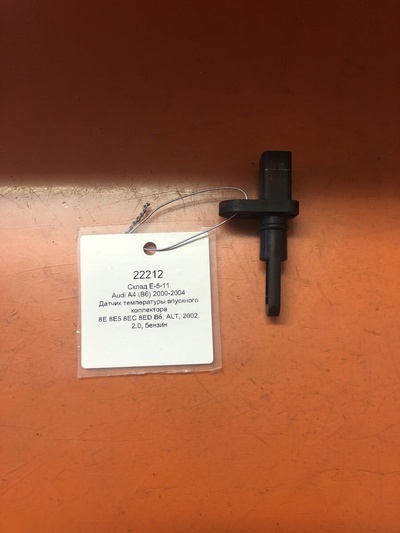 22212
Склад Е-5-11
Audi A4 (B6) 2000-2004
Датчик температуры впускного
коллектора
8E 8E5 8EC 8ED B6, ALT, 2002,
2.0, бензин